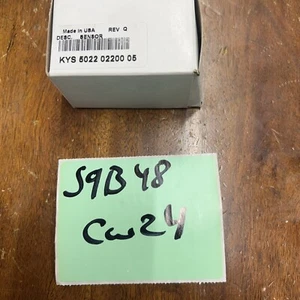 Made in USA REV Q
DESC. SENSOR
KYS 5022 02200 05
S9B48
CW24